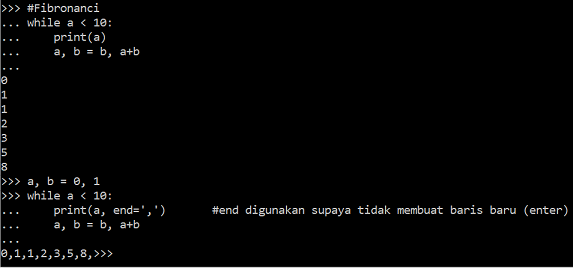 >>> #Fibronanci
... while a < 10:
...     print(a)
...     a, b = b, a+b
...
0
1
1
2
3
5
8
>>> a, b = 0, 1
>>> while a < 10:
...     print(a, end=',')       #end digunakan supaya tidak membuat baris baru (enter)
...     a, b = b, a+b
...
0,1,1,2,3,5,8,>>>